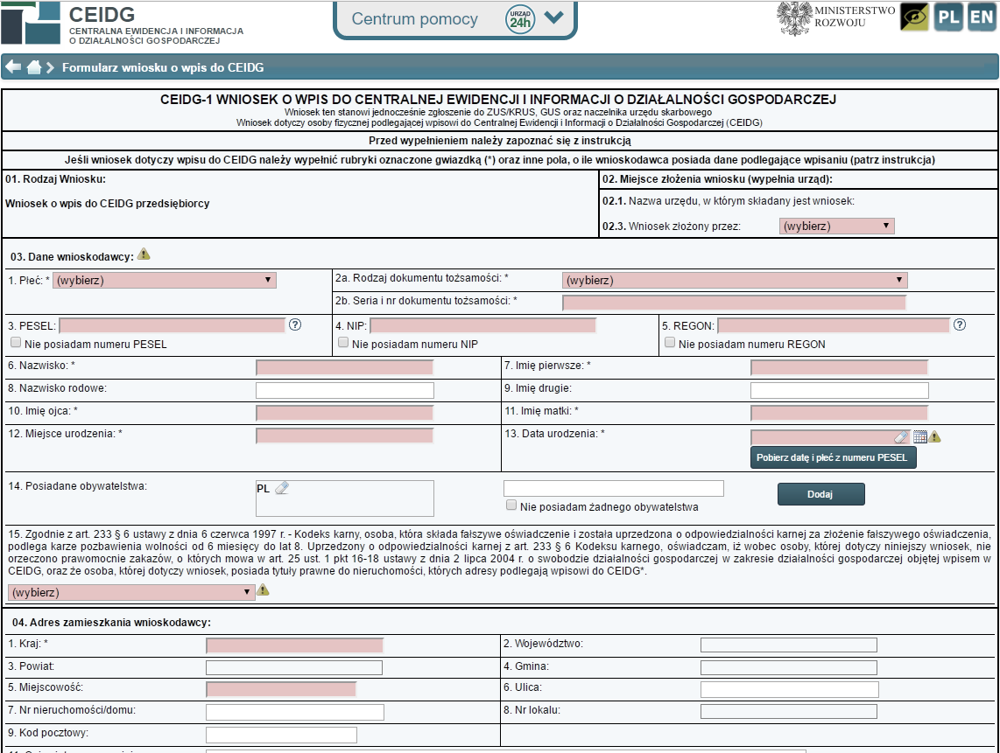 CEIDG
CENTRALNA EWIDENCJA I INFORMACJA
O DZIAŁALNOŚCI GOSPODARCZEJ
Centrum pomocy
URZĄD
24h
MINISTERSTWO
ROZWOJU
PL EN
Formularz wniosku o wpis do CEIDG
CEIDG-1 WNIOSEK O WPIS DO CENTRALNEJ EWIDENCJI I INFORMACJI O DZIAŁALNOŚCI GOSPODARCZEJ
Wniosek ten stanowi jednocześnie zgłoszenie do ZUS/KRUS, GUS oraz naczelnika urzędu skarbowego
Wniosek dotyczy osoby fizycznej podlegającej wpisowi do Centralnej Ewidencji i Informacji o Działalności Gospodarczej (CEIDG)
Przed wypełnieniem należy zapoznać się z instrukcją
Jeśli wniosek dotyczy wpisu do CEIDG należy wypełnić rubryki oznaczone gwiazdką (*) oraz inne pola, o ile wnioskodawca posiada dane podlegające wpisaniu (patrz instrukcja)
01. Rodzaj Wniosku:
Wniosek o wpis do CEIDG przedsiębiorcy
02. Miejsce złożenia wniosku (wypełnia urząd):
02.1. Nazwa urzędu, w którym składany jest wniosek:
02.3. Wniosek złożony przez: (wybierz)
03. Dane wnioskodawcy:
1. Płeć: * (wybierz)
2a. Rodzaj dokumentu tożsamości: * (wybierz)
2b. Seria i nr dokumentu tożsamości: *
3. PESEL: ?
Nie posiadam numeru PESEL
4. NIP:
Nie posiadam numeru NIP
5. REGON: ?
Nie posiadam numeru REGON
6. Nazwisko: *
7. Imię pierwsze: *
8. Nazwisko rodowe:
9. Imię drugie:
10. Imię ojca: *
11. Imię matki: *
12. Miejsce urodzenia: *
13. Data urodzenia: *
Pobierz datę i płeć z numeru PESEL
14. Posiadane obywatelstwa:
PL
Nie posiadam żadnego obywatelstwa
Dodaj
15. Zgodnie z art. 233 § 6 ustawy z dnia 6 czerwca 1997 r. - Kodeks karny, osoba, która składa fałszywe oświadczenie i została uprzedzona o odpowiedzialności karnej za złożenie fałszywego oświadczenia,
podlega karze pozbawienia wolności od 6 miesięcy do lat 8. Uprzedzony o odpowiedzialności karnej z art. 233 § 6 Kodeksu karnego, oświadczam, iż wobec osoby, której dotyczy niniejszy wniosek, nie
orzeczono prawomocnie zakazów, o których mowa w art. 25 ust. 1 pkt 16-18 ustawy z dnia 2 lipca 2004 r. o swobodzie działalności gospodarczej w zakresie działalności gospodarczej objętej wpisem w
CEIDG, oraz że osoba, której dotyczy wniosek, posiada tytuły prawne do nieruchomości, których adresy podlegają wpisowi do CEIDG*.
(wybierz)
04. Adres zamieszkania wnioskodawcy:
1. Kraj: *
2. Województwo:
3. Powiat:
4. Gmina:
5. Miejscowość:
6. Ulica:
7. Nr nieruchomości/domu:
8. Nr lokalu:
9. Kod pocztowy: